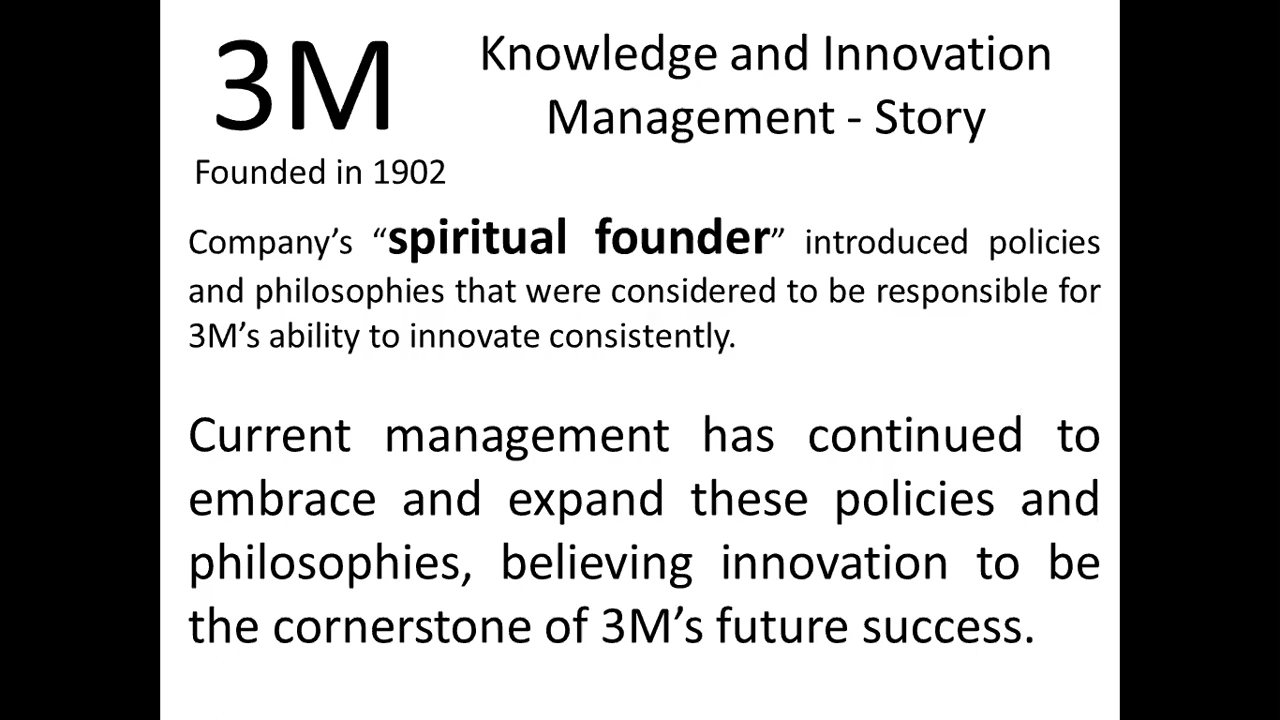 3M
Knowledge and Innovation
Management - Story
Founded in 1902
Company’s “spiritual founder” introduced policies
and philosophies that were considered to be responsible for
3M’s ability to innovate consistently.
Current management has continued to
embrace and expand these policies and
philosophies, believing innovation to be
the cornerstone of 3M’s future success.